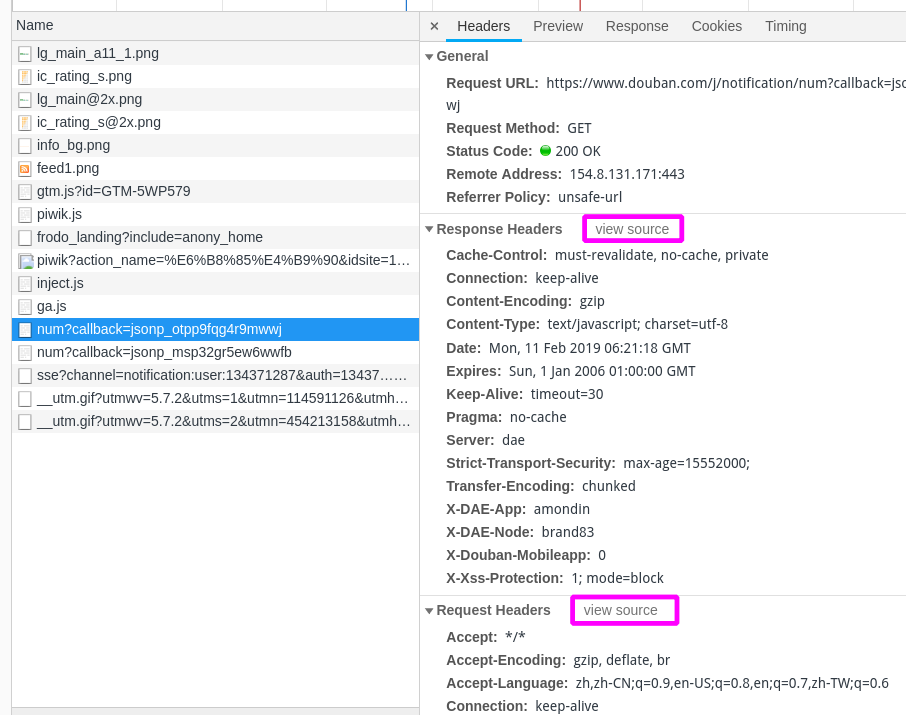 Name
lg_main_a11_1.png
ic_rating_s.png
lg_main@2x.png
ic_rating_s@2x.png
info_bg.png
feed1.png
gtm.js?id=GTM-5WP579
piwik.js
frodo_landing?include=anony_home
piwik?action_name=%E6%B8%85%E4%B9%90&idsite=1…
inject.js
ga.js
num?callback=jsonp_otpp9fqg4r9mwwj
num?callback=jsonp_msp32gr5ew6wwfb
sse?channel=notification:user:134371287&auth=13437……
__utm.gif?utmwv=5.7.2&utms=1&utmn=114591126&utmh…
__utm.gif?utmwv=5.7.2&utms=2&utmn=454213158&utmh…
× Headers Preview Response Cookies Timing
General
Request URL: https://www.douban.com/j/notification/num?callback=jso
wj
Request Method: GET
Status Code: 200 OK
Remote Address: 154.8.131.171:443
Referrer Policy: unsafe-url
Response Headers view source
Cache-Control: must-revalidate, no-cache, private
Connection: keep-alive
Content-Encoding: gzip
Content-Type: text/javascript; charset=utf-8
Date: Mon, 11 Feb 2019 06:21:18 GMT
Expires: Sun, 1 Jan 2006 01:00:00 GMT
Keep-Alive: timeout=30
Pragma: no-cache
Server: dae
Strict-Transport-Security: max-age=15552000;
Transfer-Encoding: chunked
X-DAE-App: amondin
X-DAE-Node: brand83
X-Douban-Mobileapp: 0
X-Xss-Protection: 1; mode=block
Request Headers view source
Accept: */*
Accept-Encoding: gzip, deflate, br
Accept-Language: zh,zh-CN;q=0.9,en-US;q=0.8,en;q=0.7,zh-TW;q=0.6
Connection: keep-alive